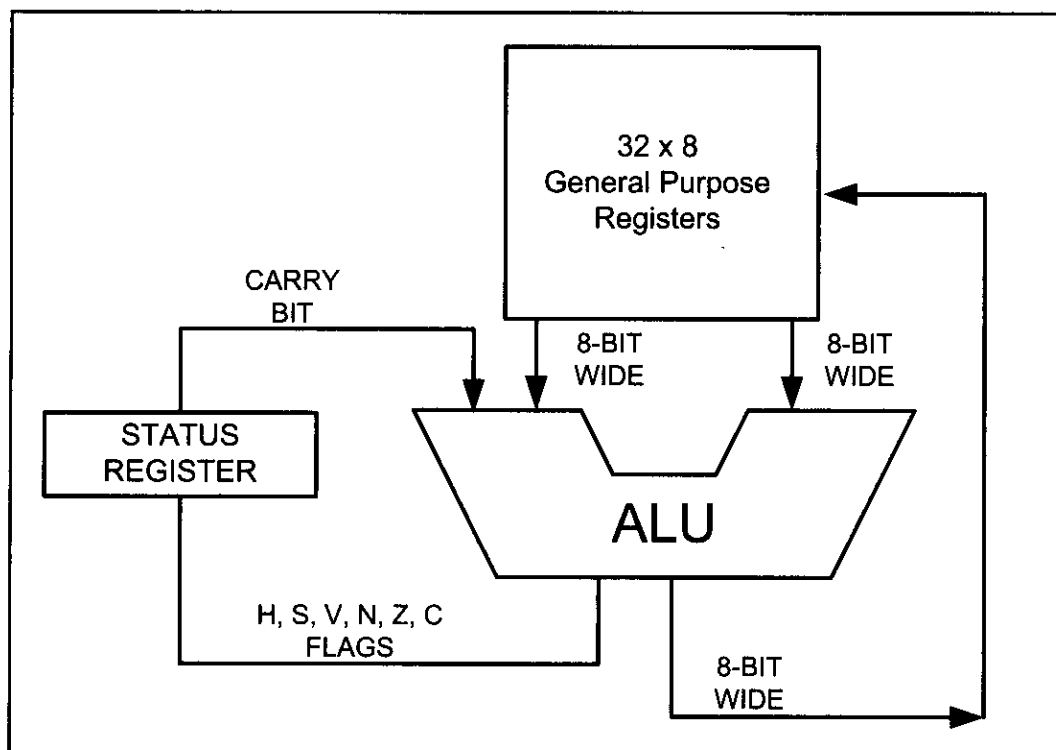 32 x 8
General Purpose
Registers
CARRY
BIT
8-BIT
WIDE
8-BIT
WIDE
STATUS
REGISTER
ALU
H, S, V, N, Z, C
FLAGS
8-BIT
WIDE